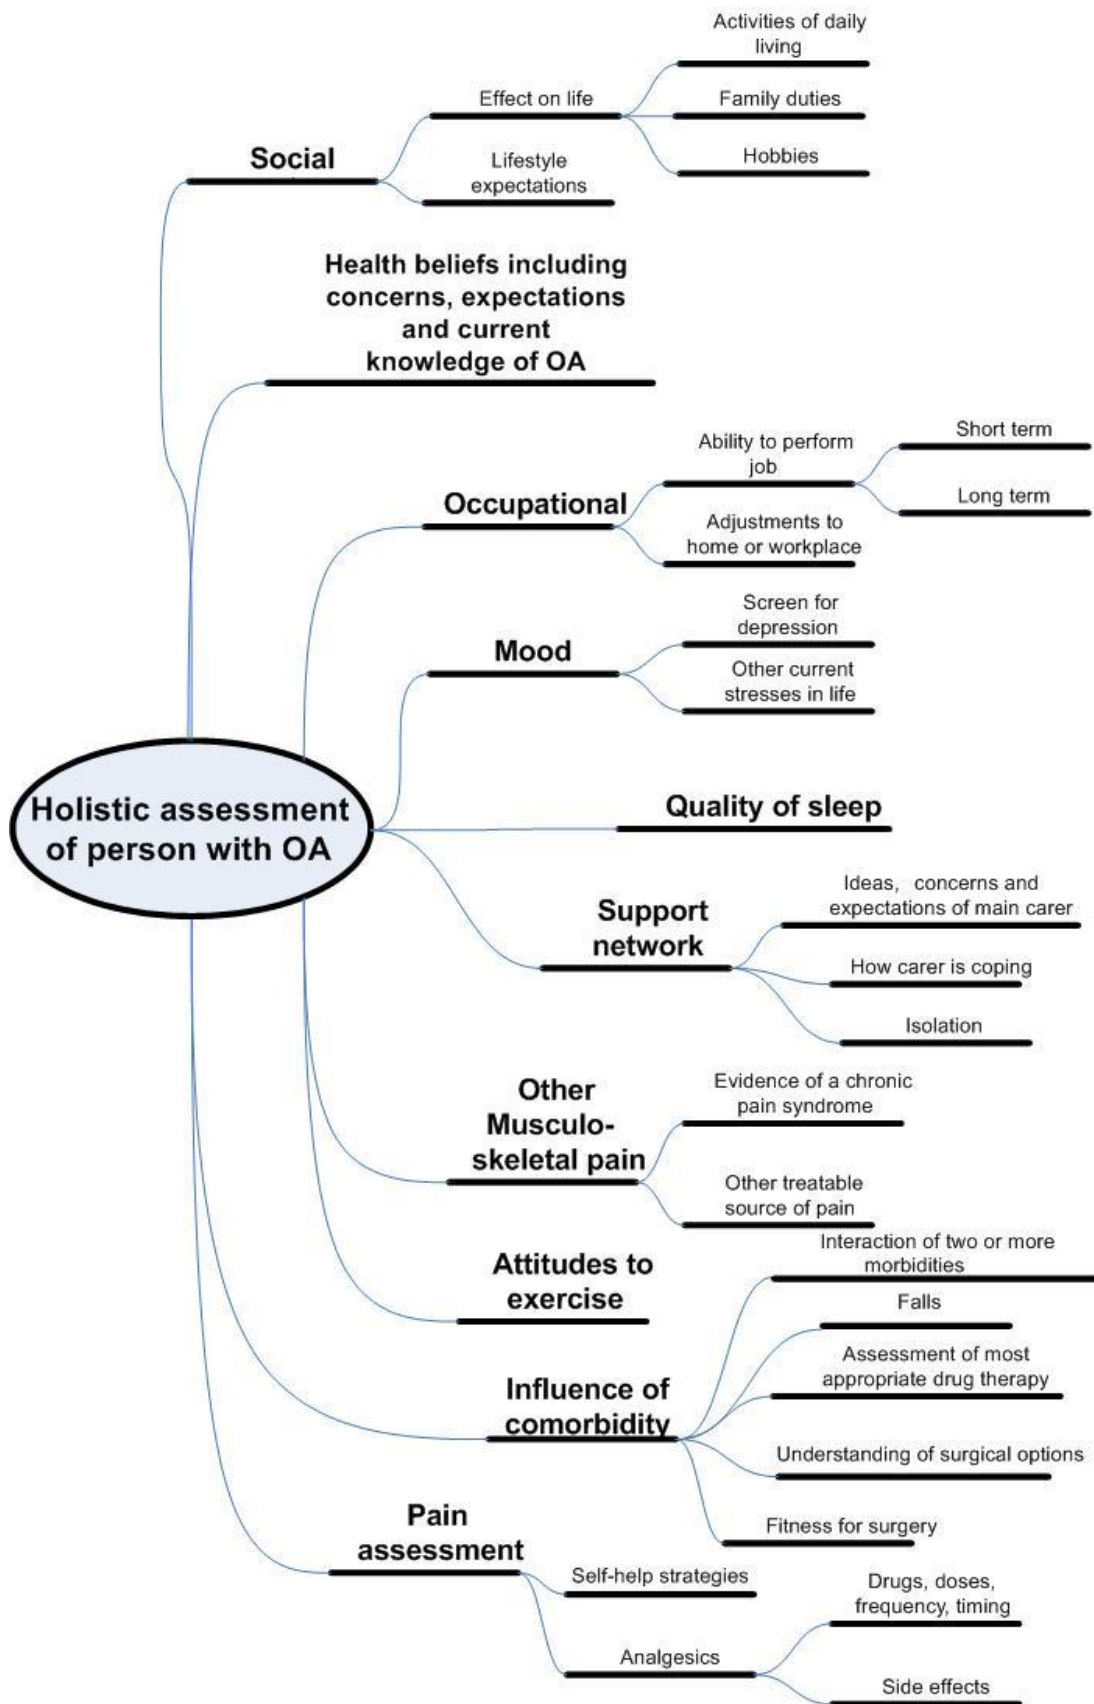 Activities of daily
living
Effect on life
Family duties
Social
Hobbies
Lifestyle
expectations
Health beliefs including
concerns, expectations
and current
knowledge of OA
Ability to perform
job
Short term
Occupational
Long term
Adjustments to
home or workplace
Screen for
depression
Mood
Other current
stresses in life
Holistic assessment
of person with OA
Quality of sleep
Support
network
Ideas, concerns and
expectations of main carer
How carer is coping
Isolation
Other
Musculo-
skeletal pain
Evidence of a chronic
pain syndrome
Other treatable
source of pain
Attitudes to
exercise
Influence of
comorbidity
Interaction of two or more
morbidities
Falls
Assessment of most
appropriate drug therapy
Understanding of surgical options
Fitness for surgery
Pain
assessment
Self-help strategies
Analgesics
Drugs, doses,
frequency, timing
Side effects